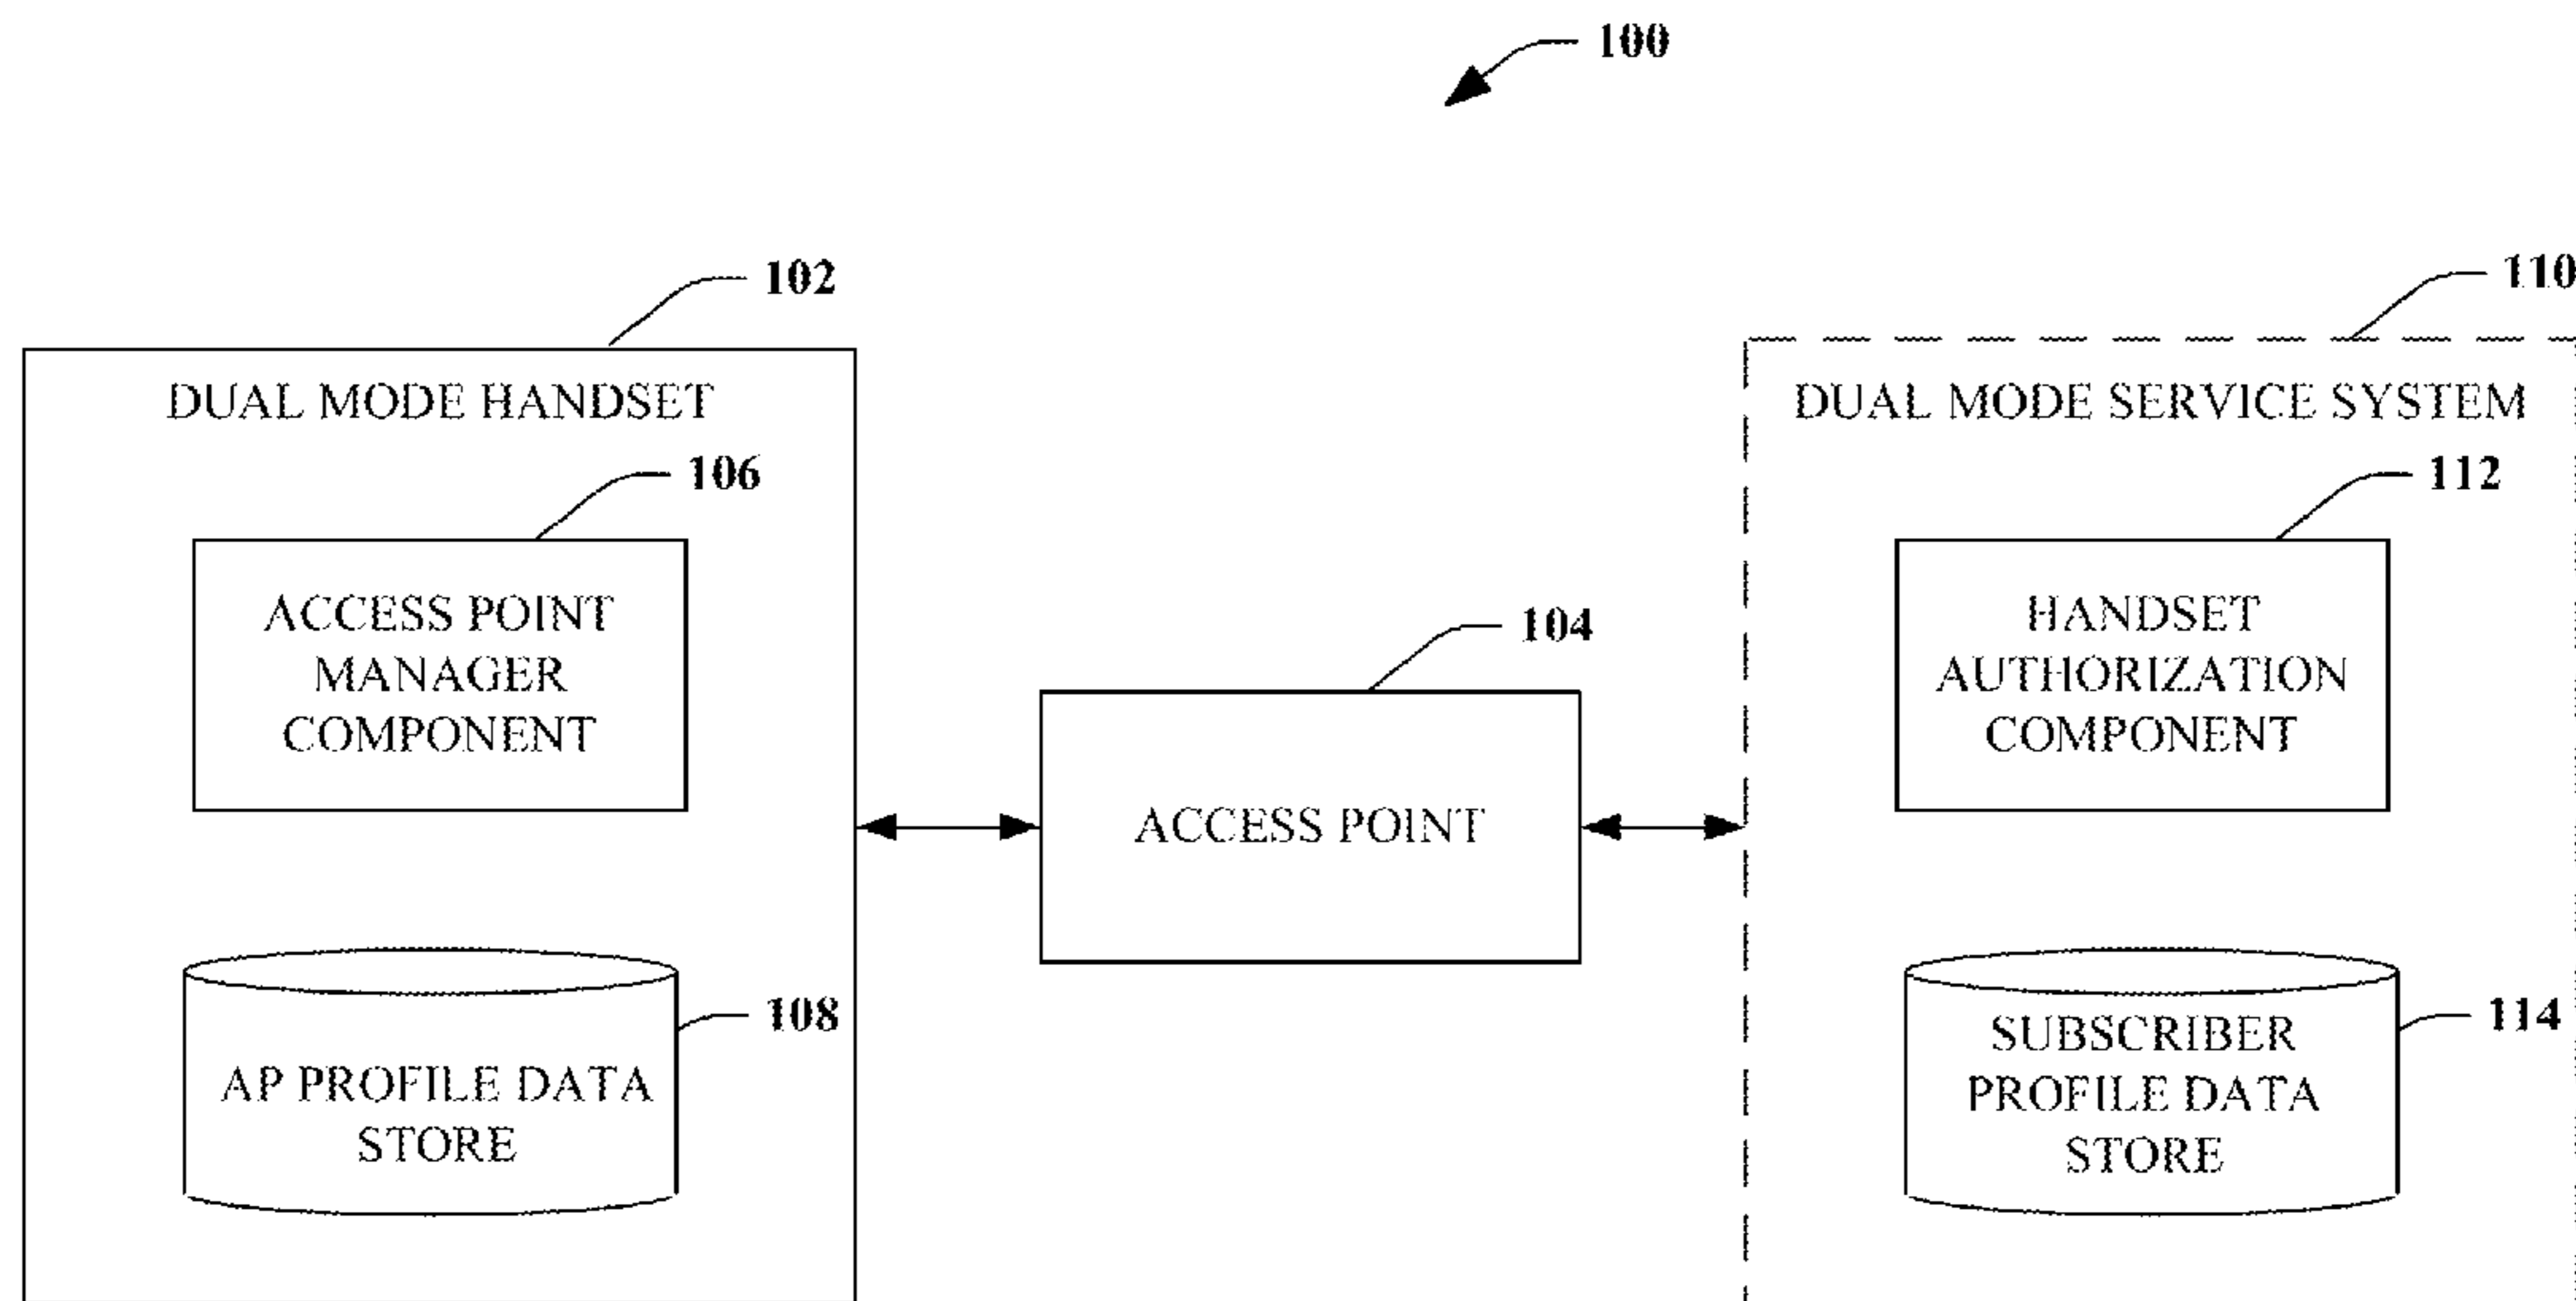 100
102
110
DUAL MODE HANDSET
DUAL MODE SERVICE SYSTEM
106
112
ACCESS POINT
MANAGER
COMPONENT
104
HANDSET
AUTHORIZATION
COMPONENT
ACCESS POINT
108
AP PROFILE DATA
STORE
114
SUBSCRIBER
PROFILE DATA
STORE